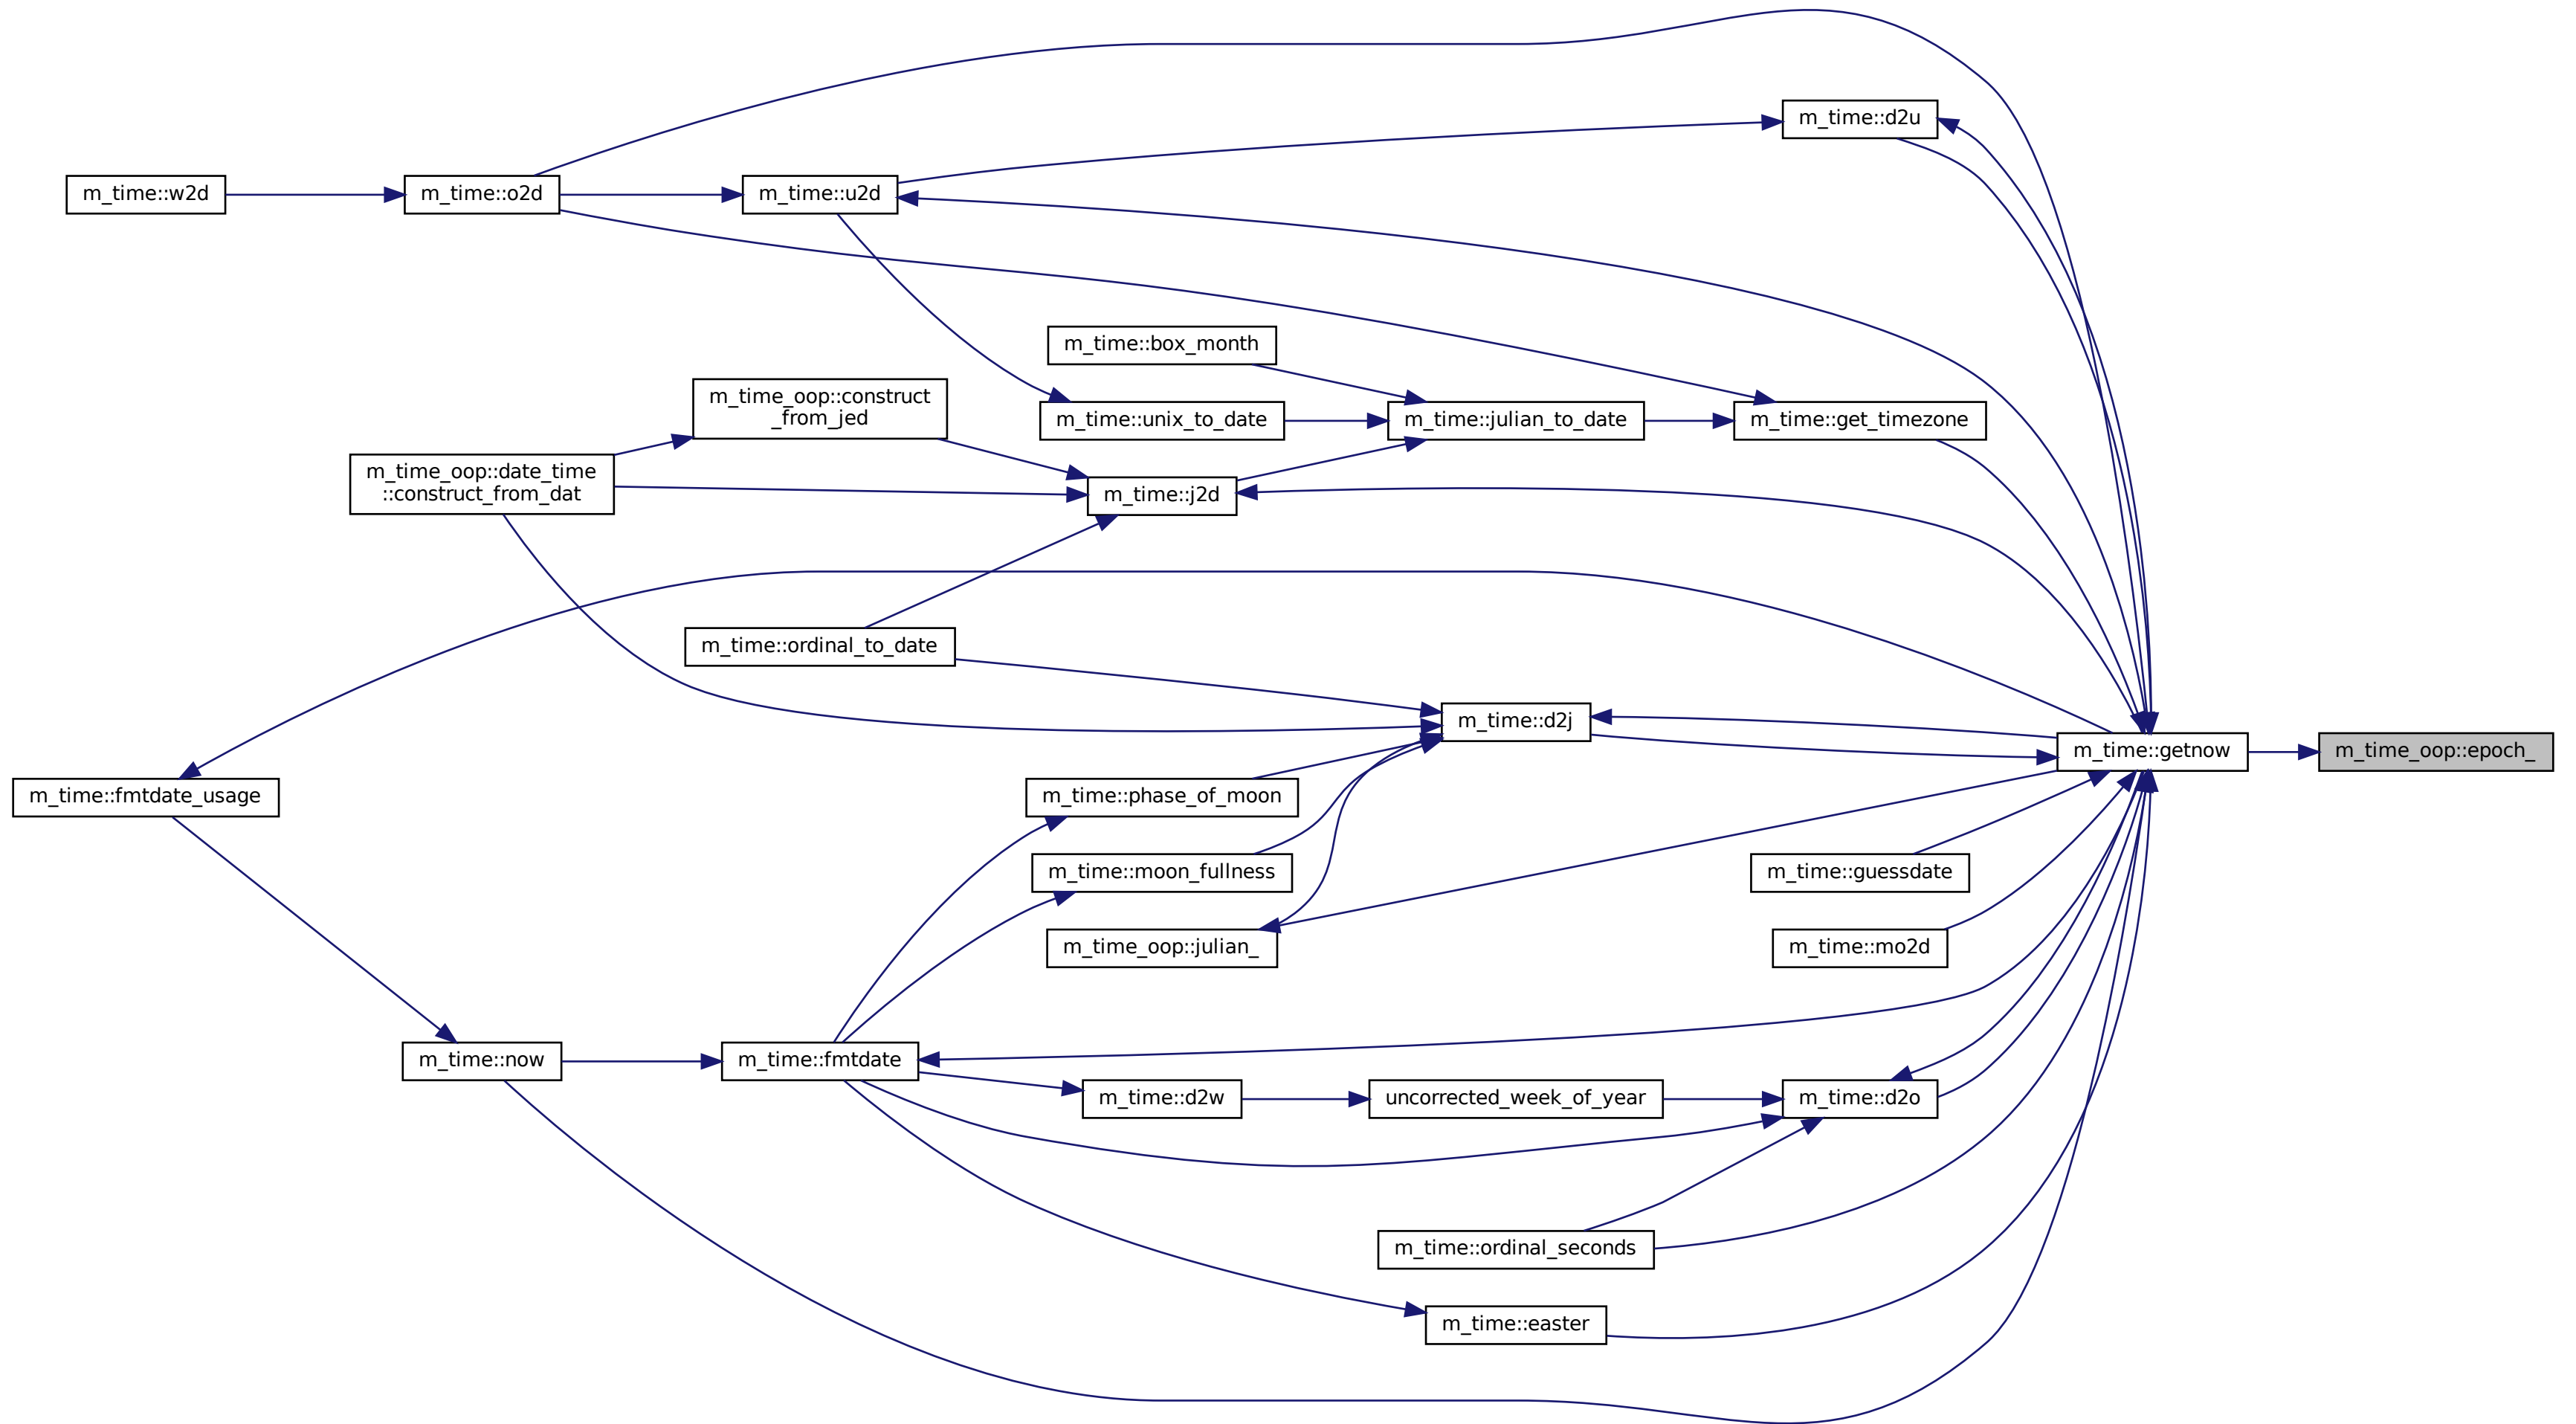 m_time::d2u
m_time::w2d
m_time::o2d
m_time::u2d
m_time::box_month
m_time_oop::construct
_from_jed
m_time::unix_to_date
m_time::julian_to_date
m_time::get_timezone
m_time_oop::date_time
::construct_from_dat
m_time::j2d
m_time::ordinal_to_date
m_time::d2j
m_time::getnow
m_time_oop::epoch_
m_time::fmtdate_usage
m_time::phase_of_moon
m_time::moon_fullness
m_time::guessdate
m_time_oop::julian_
m_time::mo2d
m_time::now
m_time::fmtdate
m_time::d2w
uncorrected_week_of_year
m_time::d2o
m_time::ordinal_seconds
m_time::easter